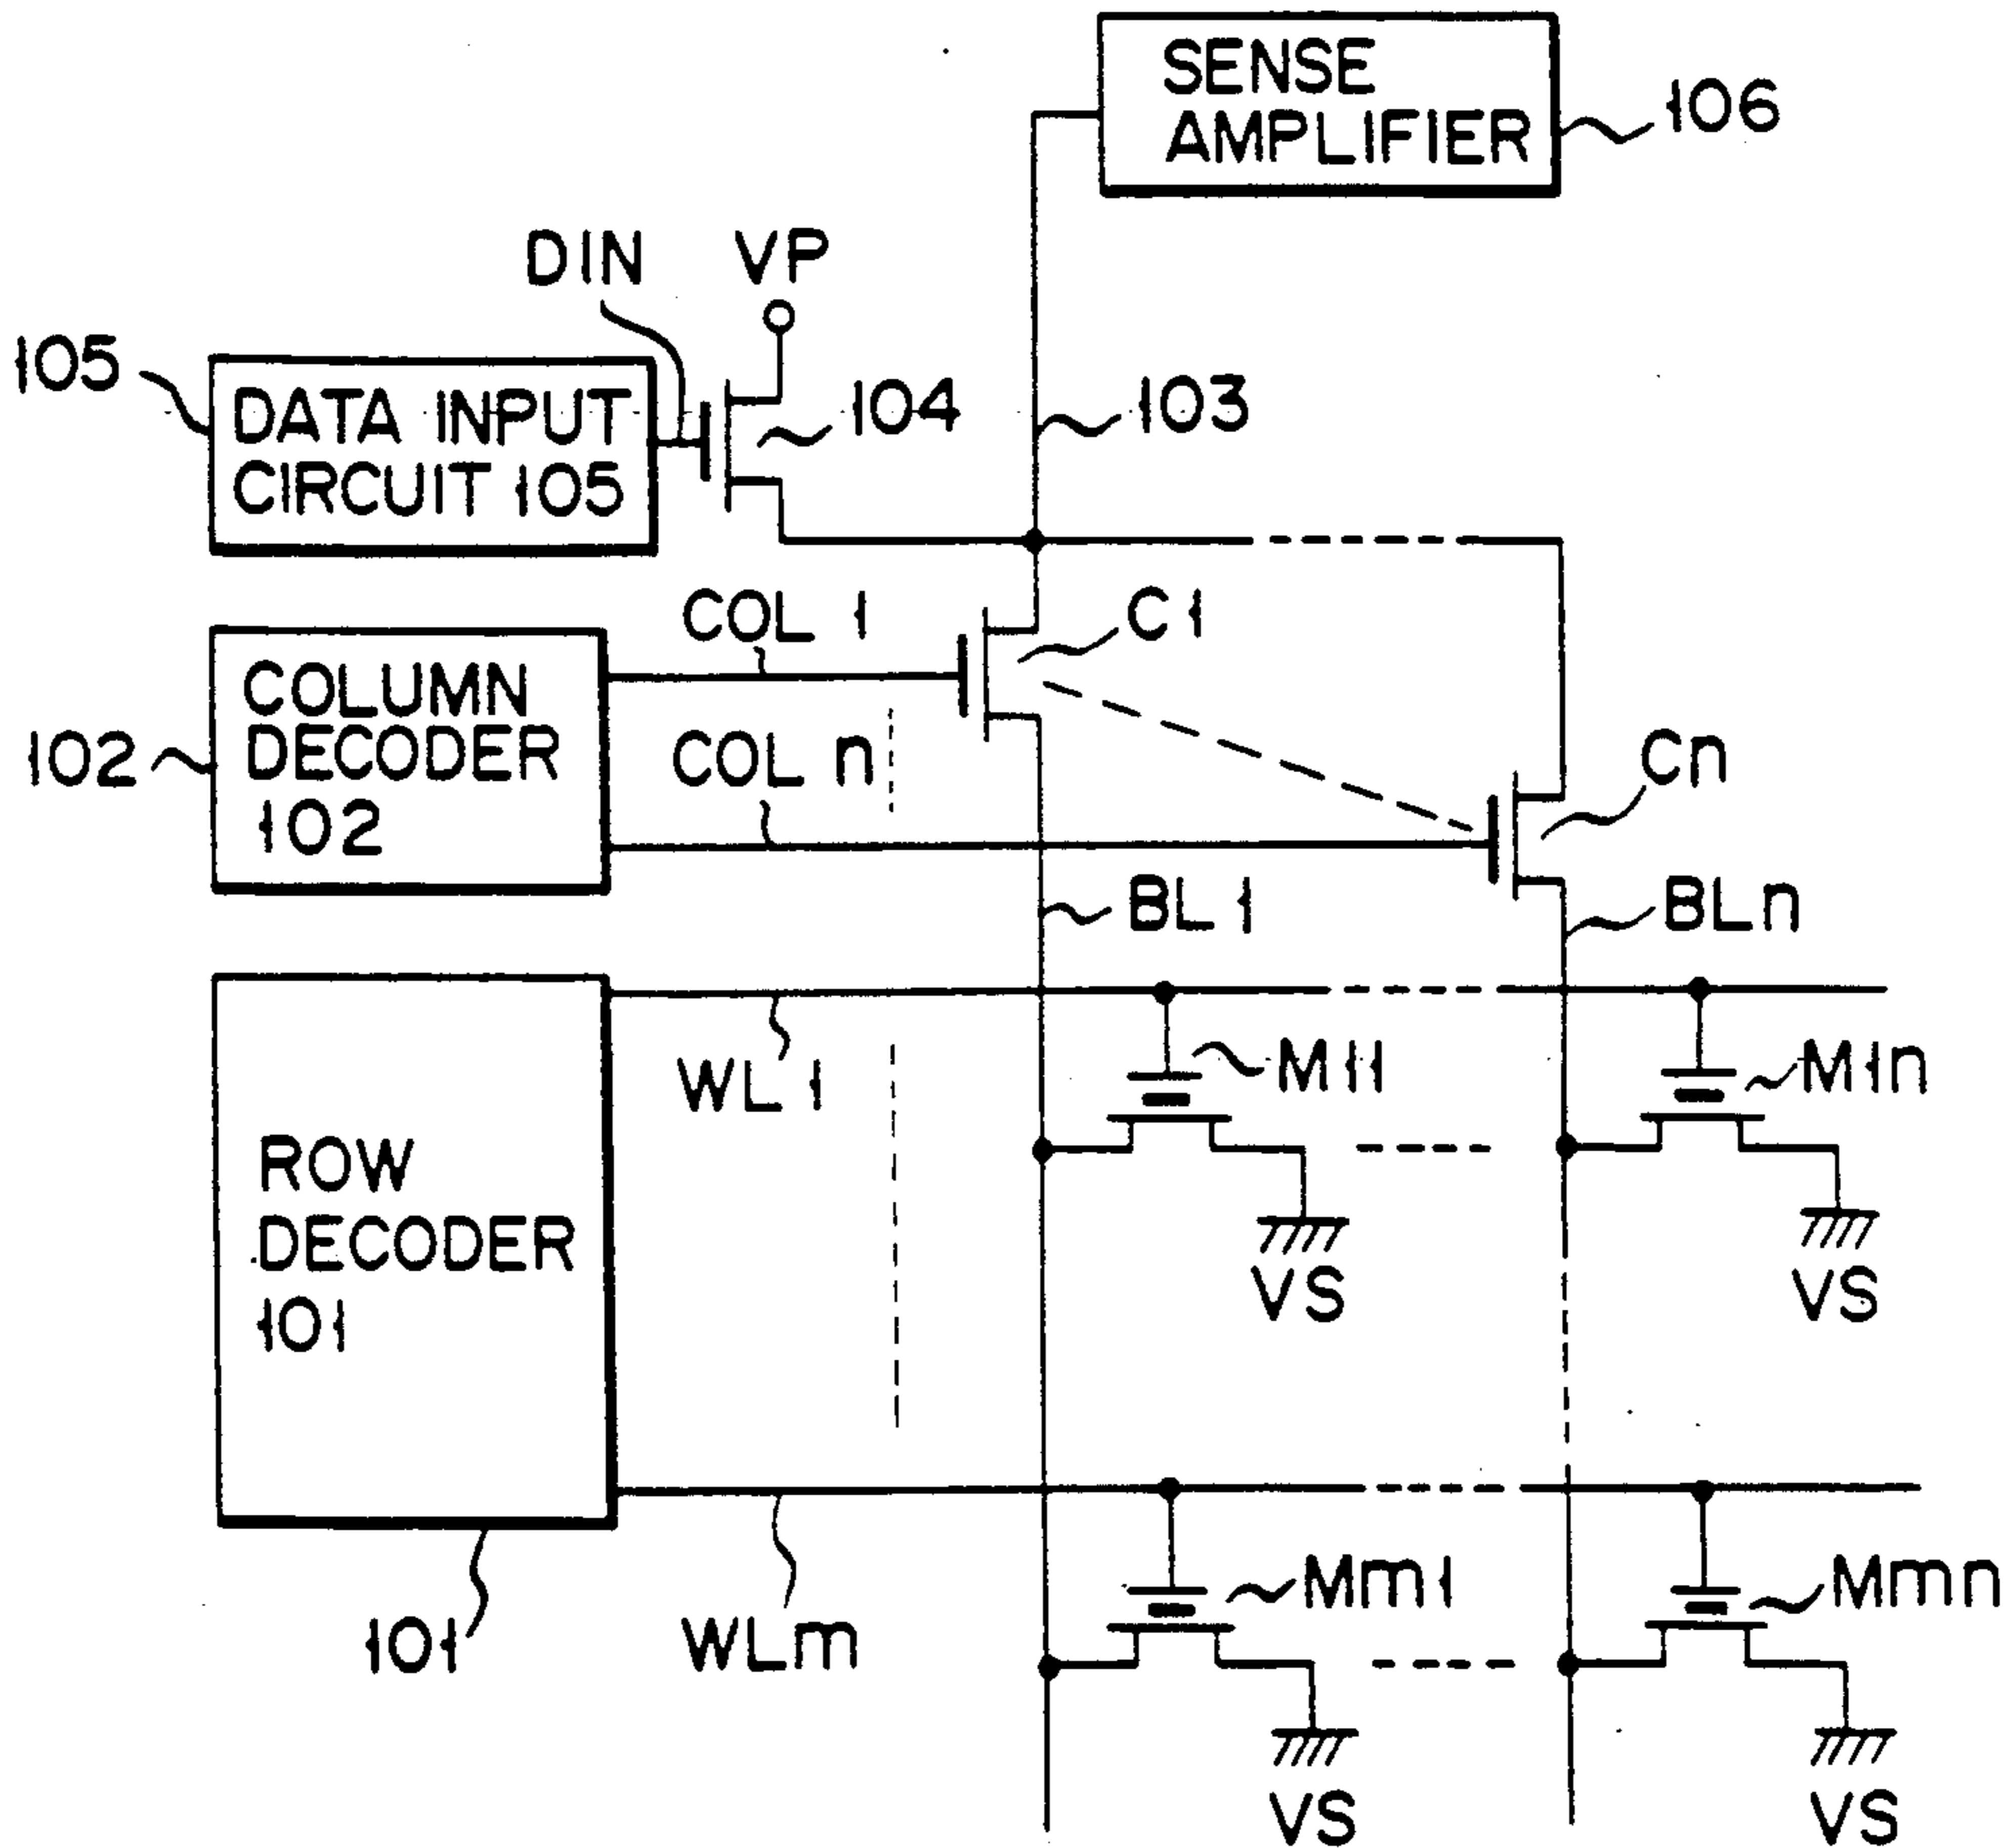 SENSE
AMPLIFIER
106
DIN
VP
105
DATA INPUT
CIRCUIT 105
104
103
COL 1
C1
COLUMN
DECODER
102
102
COL n
Cn
BL1
BLn
WL1
M11
M1n
ROW
DECODER
101
VS
VS
101
WLm
Mm1
Mmn
VS
VS